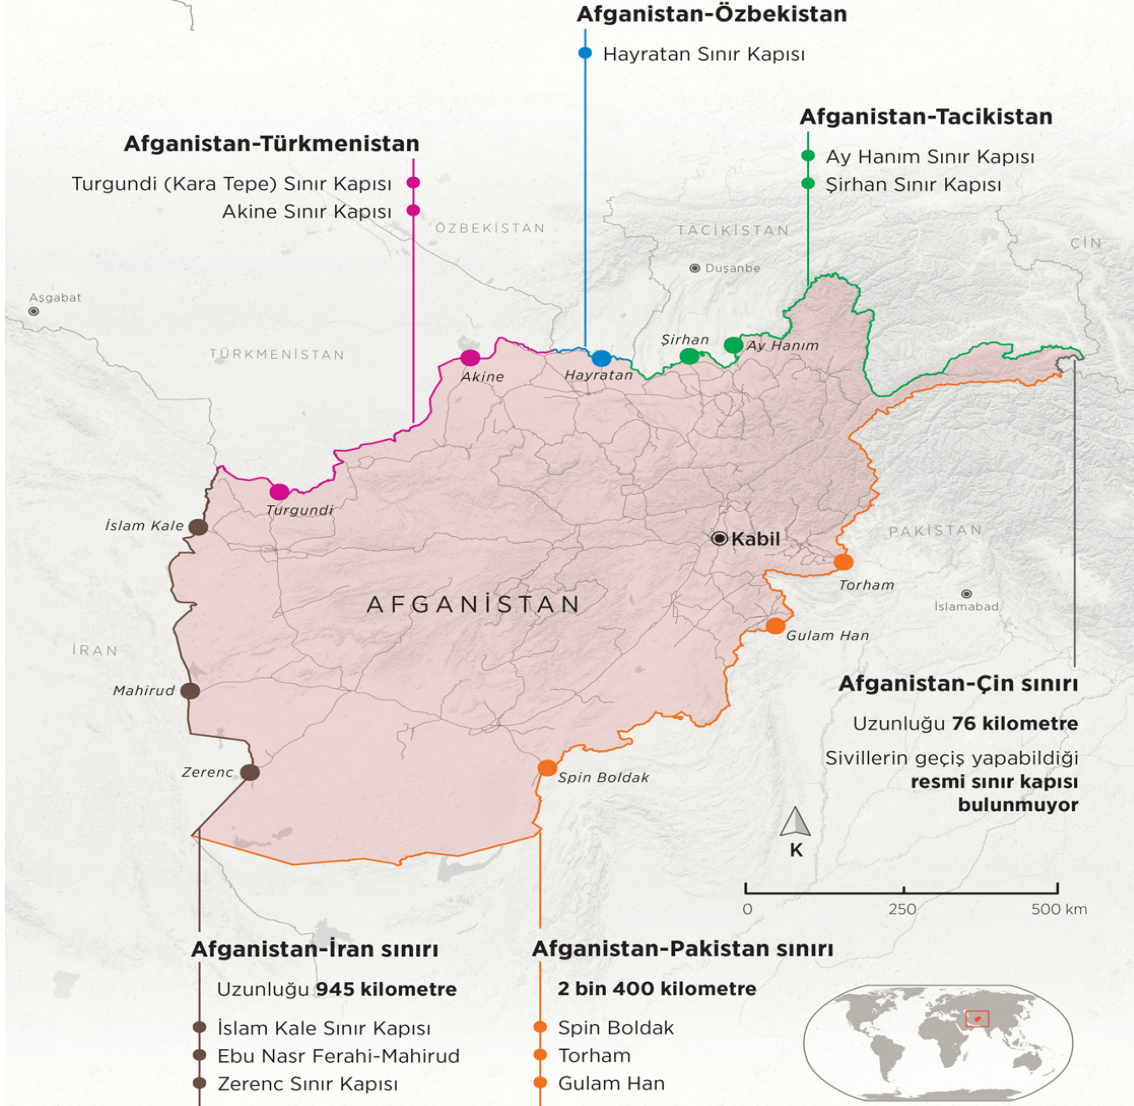 Afganistan-Özbekistan
Hayratan Sınır Kapısı
Afganistan-Tacikistan
Ay Hanım Sınır Kapısı
Şirhan Sınır Kapısı
Afganistan-Türkmenistan
Turgundi (Kara Tepe) Sınır Kapısı
Akine Sınır Kapısı
ÖZBEKİSTAN
TACİKİSTAN
ÇİN
Duşanbe
Aşgabat
TÜRKMENİSTAN
Şirhan
Ay Hanım
Akine
Hayratan
Turgundi
İslam Kale
Kabil
PAKİSTAN
Torham
İslamabad
AFGANİSTAN
Gulam Han
İRAN
Mahirud
Zerenc
Spin Boldak
Afganistan-Çin sınırı
Uzunluğu 76 kilometre
Sivillerin geçiş yapabildiği
resmi sınır kapısı
bulunmuyor
K
0 250 500 km
Afganistan-İran sınırı
Uzunluğu 945 kilometre
İslam Kale Sınır Kapısı
Ebu Nasr Ferahi-Mahirud
Zerenc Sınır Kapısı
Afganistan-Pakistan sınırı
2 bin 400 kilometre
Spin Boldak
Torham
Gulam Han